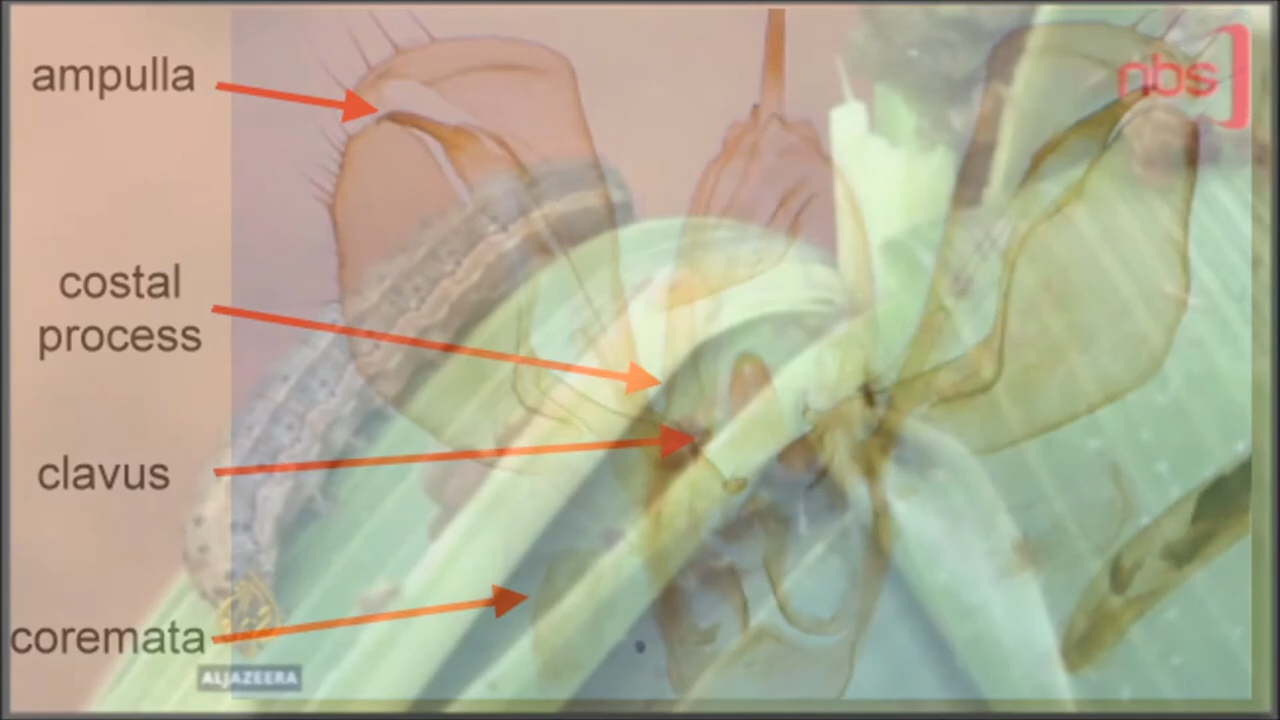 ampulla
nbs
costal
process
clavus
coremata
ALJAZEERA